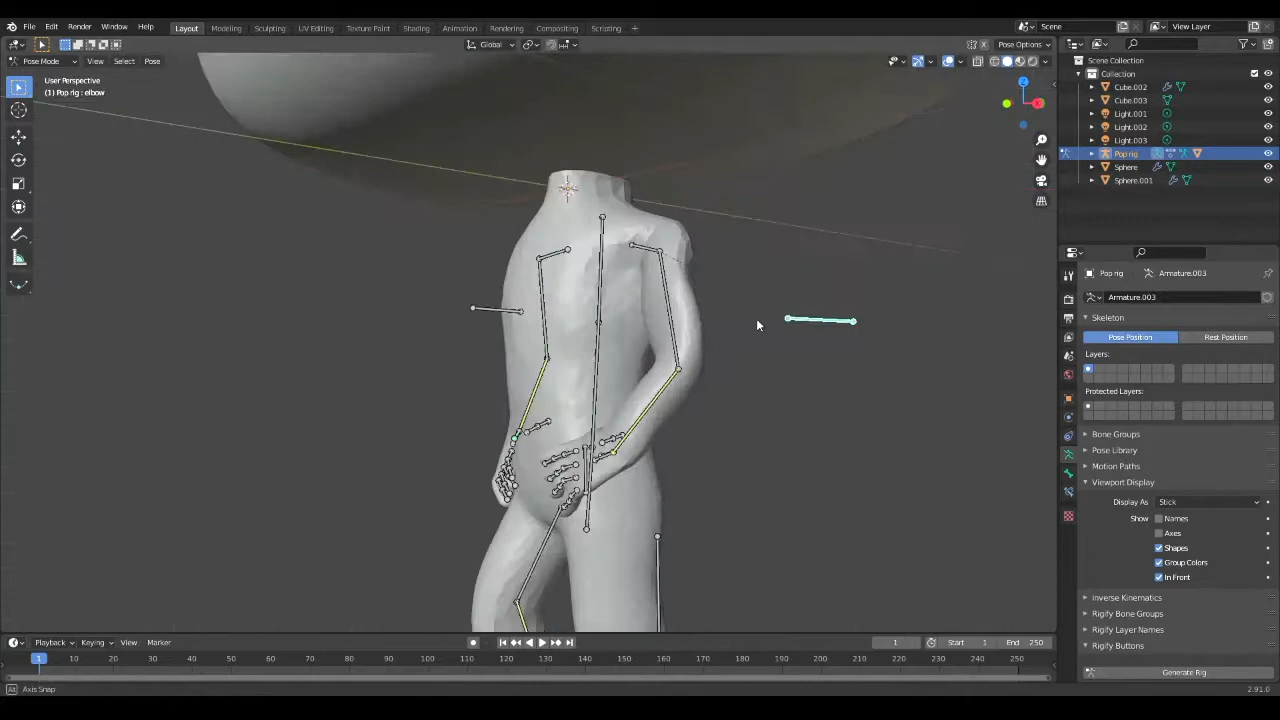 File Edit Render Window Help
Layout Modeling Sculpting UV Editing Texture Paint Shading Animation Rendering Compositing Scripting
Scene
View Layer
Global
Pose Options
Pose Mode View Select Pose
User Perspective
(1) Pop rig : elbow
Z
X
Scene Collection
Collection
Cube.002
Cube.003
Light.001
Light.002
Light.003
Pop rig
Sphere
Sphere.001
Pop rig Armature.003
Armature.003
Skeleton
Pose Position Rest Position
Layers:
Protected Layers:
Bone Groups
Pose Library
Motion Paths
Viewport Display
Display As Stick
Show Names
Axes
Shapes
Group Colors
In Front
Inverse Kinematics
Rigify Bone Groups
Rigify Layer Names
Rigify Buttons
Generate Rig
Playback Keying View Marker
1 Start 1 End 250
1 10 20 30 40 50 60 70 80 90 100 110 120 130 140 150 160 170 180 190 200 210 220 230 240 250
Alt Axis Snap
2.91.0